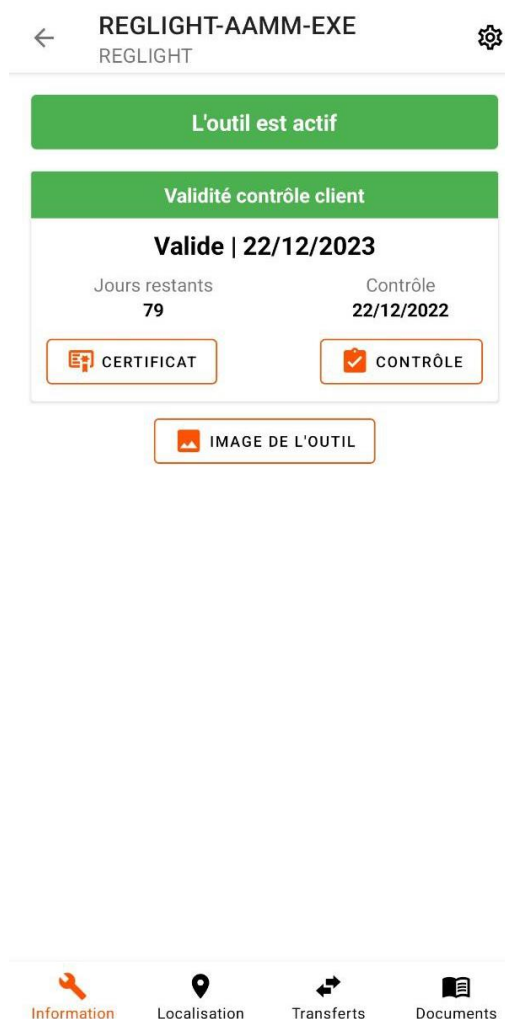 REGLIGHT-AAMM-EXE
REGLIGHT
L'outil est actif
Validité contrôle client
Valide | 22/12/2023
Jours restants
79
Contrôle
22/12/2022
CERTIFICAT
CONTRÔLE
IMAGE DE L'OUTIL
Information
Localisation
Transferts
Documents